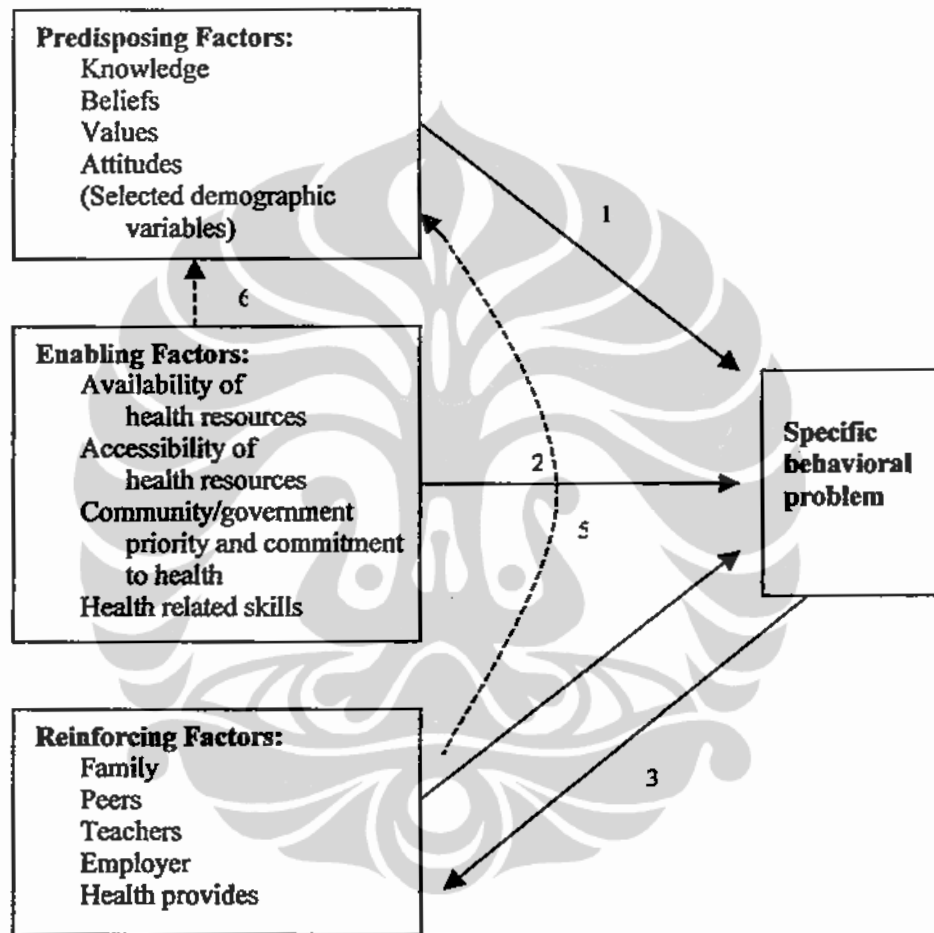 Predisposing Factors:
Knowledge
Beliefs
Values
Attitudes
(Selected demographic
variables)
1
6
Enabling Factors:
Availability of
health resources
Accessibility of
health resources
Community/government
priority and commitment
to health
Health related skills
2
5
Specific
behavioral
problem
Reinforcing Factors:
Family
Peers
Teachers
Employer
Health provides
3